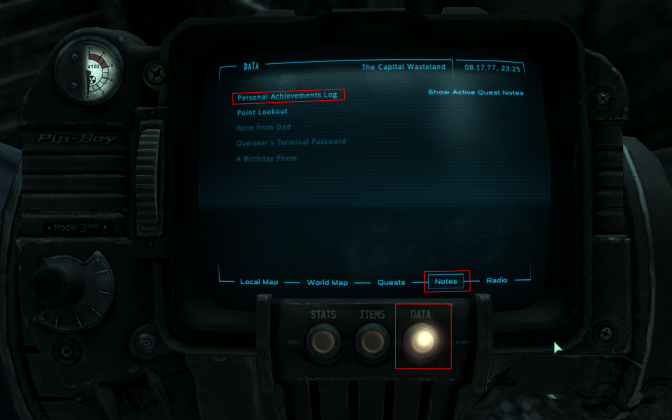 DATA
The Capital Wasteland
08.17.77, 23:25
Personal Achievements Log
Show Active Quest Notes
Point Lookout
Note from Dad
Overseer's Terminal Password
A Birthday Poem
Pip-Boy
Model 3000
Local Map
World Map
Quests
Notes
Radio
STATS
ITEMS
DATA